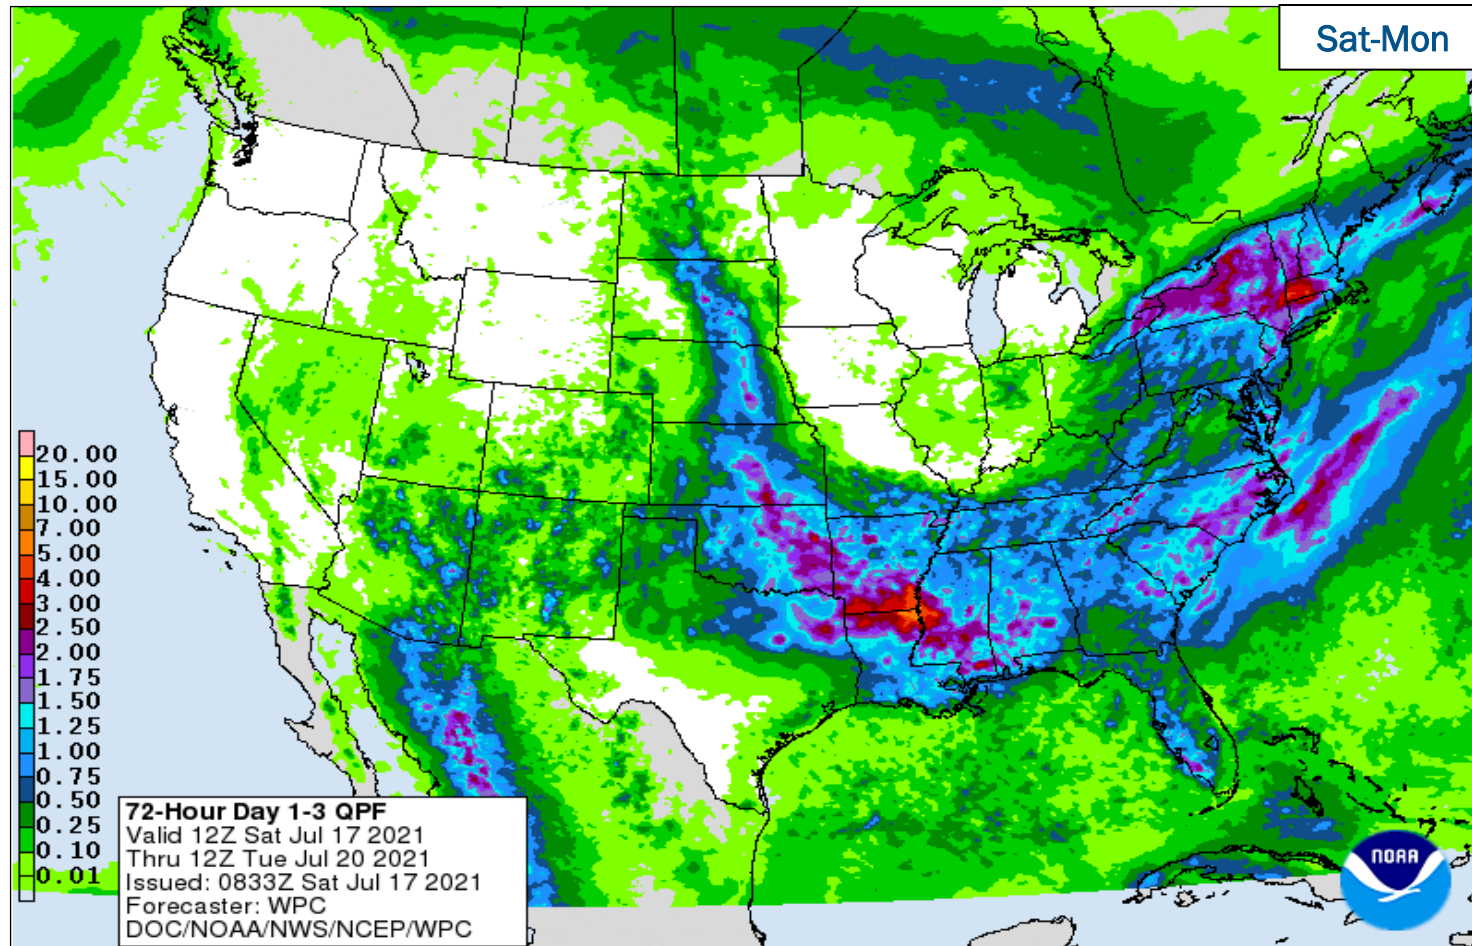 Sat-Mon
20.00
15.00
10.00
7.00
5.00
4.00
3.00
2.50
2.00
1.75
1.50
1.25
1.00
0.75
0.50
0.25
0.10
0.01
72-Hour Day 1-3 QPF
Valid 12Z Sat Jul 17 2021
Thru 12Z Tue Jul 20 2021
Issued: 0833Z Sat Jul 17 2021
Forecaster: WPC
DOC/NOAA/NWS/NCEP/WPC
NOAA